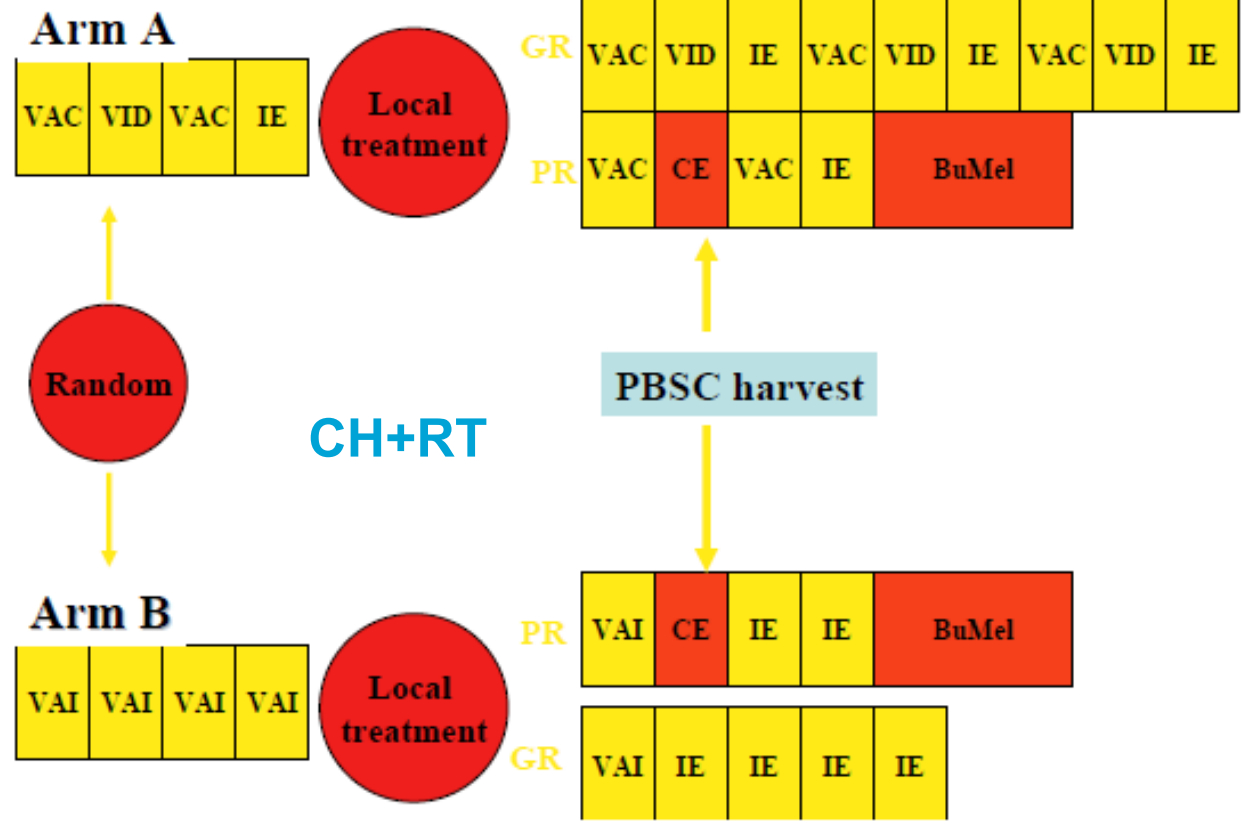 Arm A
VAC VID VAC IE
Local
treatment
GR VAC VID IE VAC VID IE VAC VID IE
PR VAC CE VAC IE BuMel
Random
CH+RT
PBSC harvest
Arm B
VAI VAI VAI VAI
Local
treatment
PR VAI CE IE IE BuMel
GR VAI IE IE IE IE